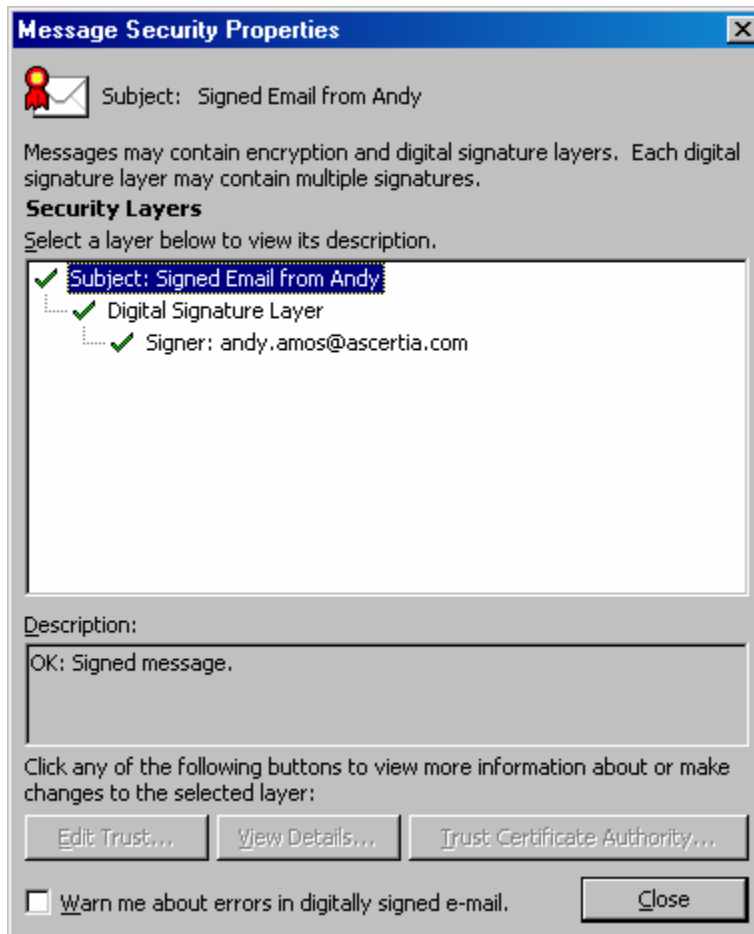 Message Security Properties
Subject: Signed Email from Andy
Messages may contain encryption and digital signature layers. Each digital
signature layer may contain multiple signatures.
Security Layers
Select a layer below to view its description.
Subject: Signed Email from Andy
Digital Signature Layer
Signer: andy.amos@ascertia.com
Description:
OK: Signed message.
Click any of the following buttons to view more information about or make
changes to the selected layer:
Edit Trust... View Details... Trust Certificate Authority...
Warn me about errors in digitally signed e-mail. Close